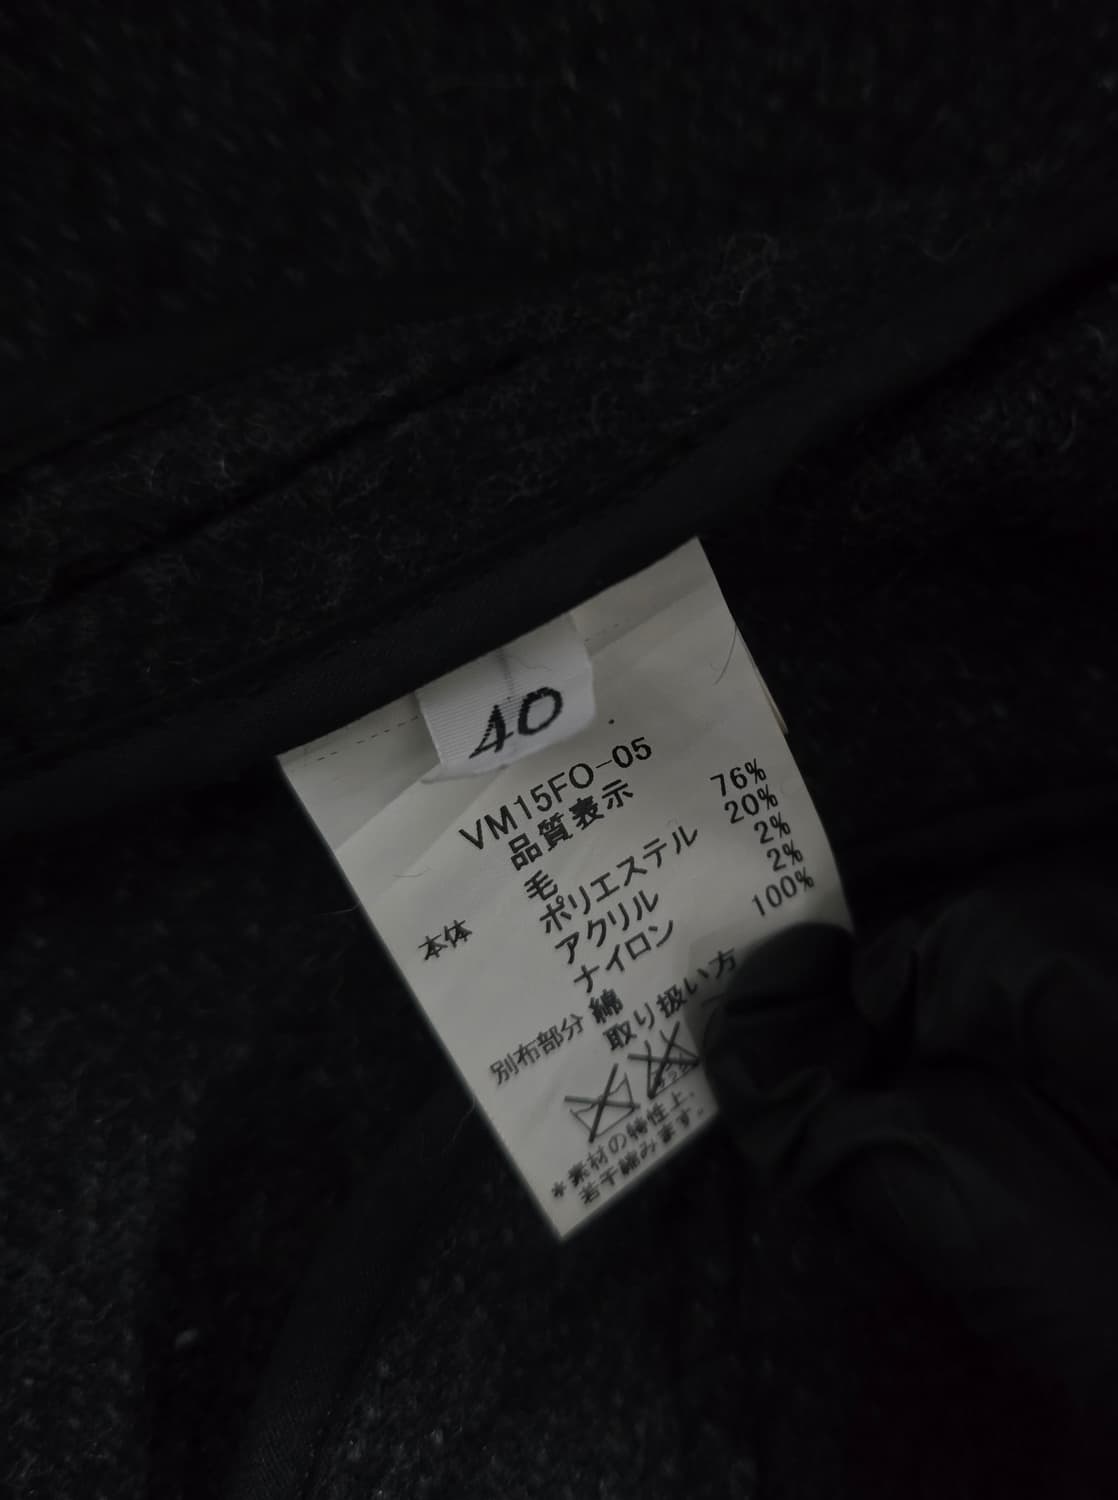 40
VM15FO-05
品質表示
本体 毛 76%
ポリエステル 20%
アクリル 2%
ナイロン 2%
別布部分 綿 100%
取り扱い方
*素材の特性上、
若干縮みます。